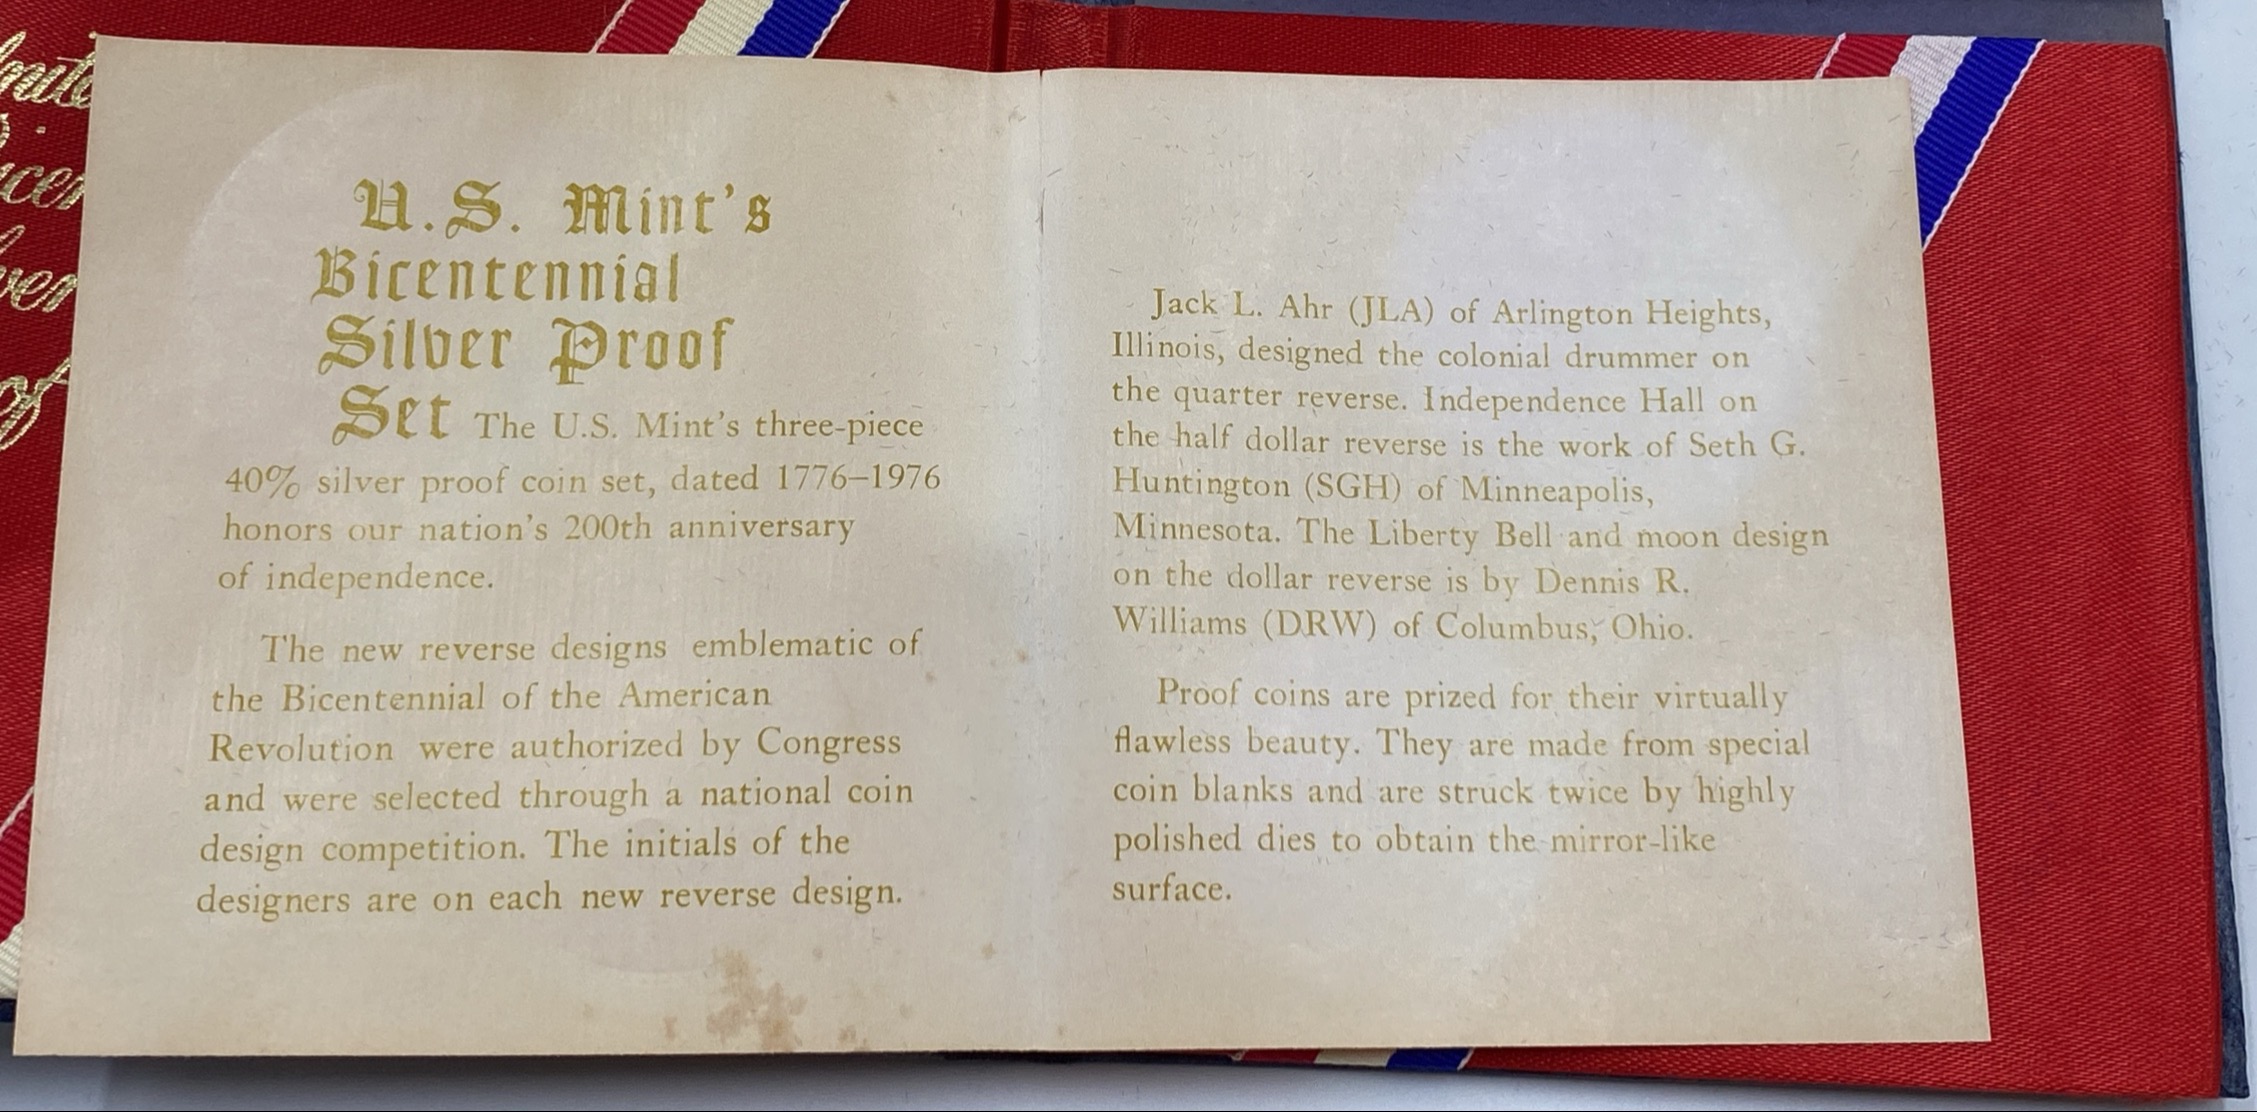 U.S. Mint's
Bicentennial
Silver Proof
Set The U.S. Mint's three-piece
40% silver proof coin set, dated 1776–1976
honors our nation's 200th anniversary
of independence.
The new reverse designs emblematic of
the Bicentennial of the American
Revolution were authorized by Congress
and were selected through a national coin
design competition. The initials of the
designers are on each new reverse design.
Jack L. Ahr (JLA) of Arlington Heights,
Illinois, designed the colonial drummer on
the quarter reverse. Independence Hall on
the half dollar reverse is the work of Seth G.
Huntington (SGH) of Minneapolis,
Minnesota. The Liberty Bell and moon design
on the dollar reverse is by Dennis R.
Williams (DRW) of Columbus, Ohio.
Proof coins are prized for their virtually
flawless beauty. They are made from special
coin blanks and are struck twice by highly
polished dies to obtain the mirror-like
surface.